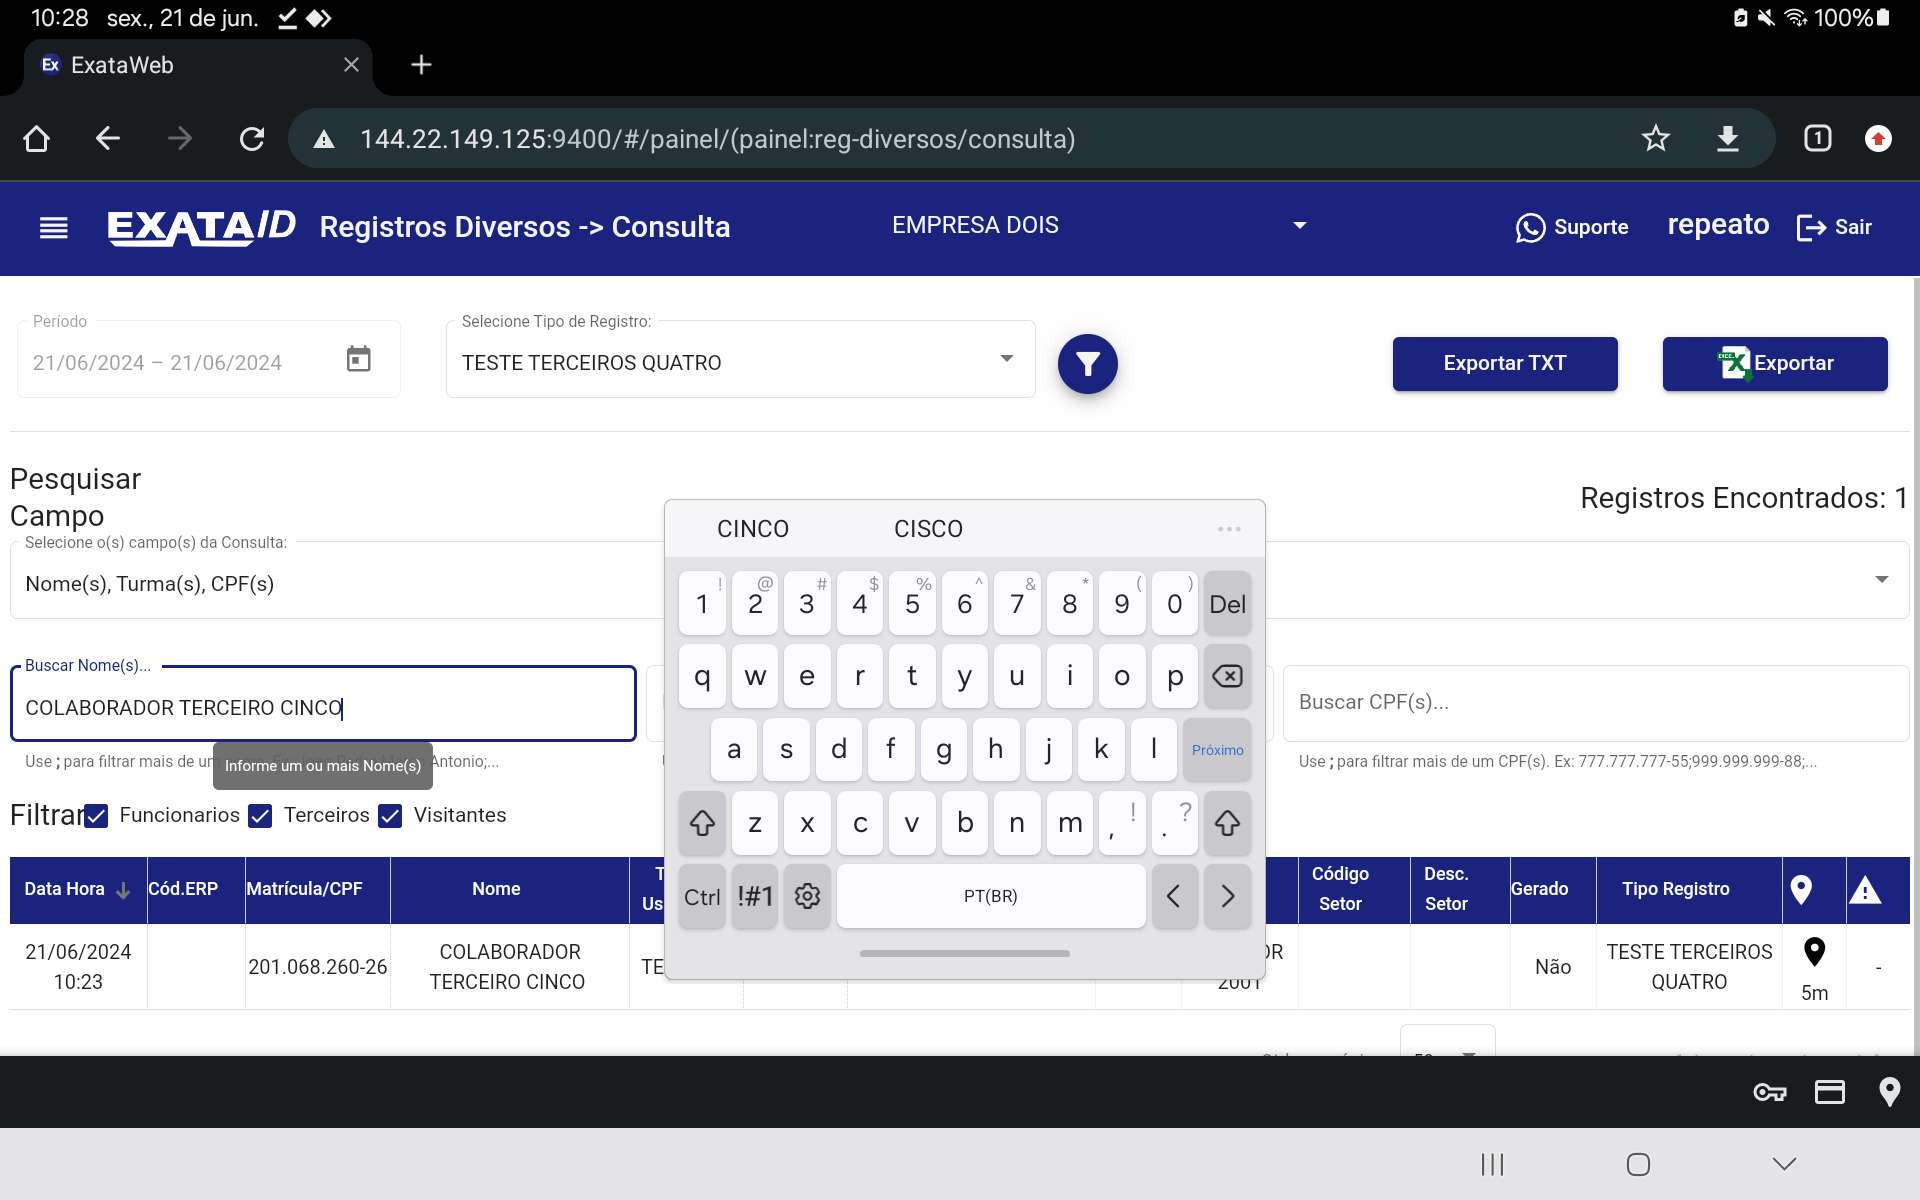 10:28 sex., 21 de jun. 100%
Ex ExataWeb
144.22.149.125:9400/#/painel/(painel:reg-diversos/consulta) 1
EXATA/D Registros Diversos -> Consulta EMPRESA DOIS Suporte repeato Sair
Período Selecione Tipo de Registro:
21/06/2024 – 21/06/2024 TESTE TERCEIROS QUATRO Exportar TXT Exportar
Pesquisar
Campo
Registros Encontrados: 1
Selecione o(s) campo(s) da Consulta:
Nome(s), Turma(s), CPF(s)
CINCO CISCO
! @ # $ % ^ & * ( )
1 2 3 4 5 6 7 8 9 0 Del
q w e r t y u i o p
a s d f g h j k l Próximo
! ?
z x c v b n m , .
Ctrl !#1 PT(BR)
Buscar Nome(s)...
COLABORADOR TERCEIRO CINCO
Buscar CPF(s)...
Use ; para filtrar mais de um Antonio;...
Informe um ou mais Nome(s)
Use ; para filtrar mais de um CPF(s). Ex: 777.777.777-55;999.999.999-88;...
Filtrar Funcionarios Terceiros Visitantes
Data Hora Cód.ERP Matrícula/CPF Nome T Us Código Setor Desc. Setor Gerado Tipo Registro
21/06/2024 COLABORADOR OR TESTE TERCEIROS
201.068.260-26 TE Não -
10:23 TERCEIRO CINCO 2001 QUATRO
5m